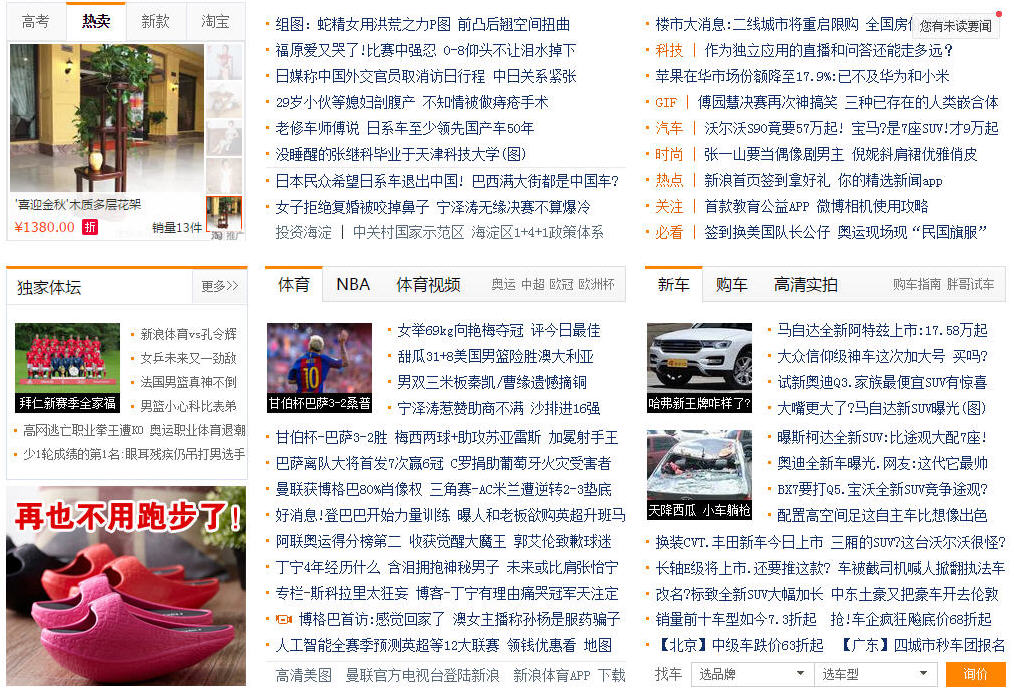 高考 热卖 新款 淘宝
'喜迎金秋'木质多层花架
¥1380.00 折 销量13件
淘 推广
组图: 蛇精女用洪荒之力P图 前凸后翘空间扭曲
福原爱又哭了!比赛中强忍 0-8仰头不让泪水掉下
日媒称中国外交官员取消访日行程 中日关系紧张
29岁小伙等媳妇剖腹产 不知情被做痔疮手术
老修车师傅说 日系车至少领先国产车50年
没睡醒的张继科毕业于天津科技大学(图)
日本民众希望日系车退出中国! 巴西满大街都是中国车?
女子拒绝复婚被咬掉鼻子 宁泽涛无缘决赛不算爆冷
投资海淀 | 中关村国家示范区 海淀区1+4+1政策体系
楼市大消息:二线城市将重启限购 全国房
您有未读要闻
科技 | 作为独立应用的直播和问答还能走多远?
苹果在华市场份额降至17.9%:已不及华为和小米
GIF | 傅园慧决赛再次神搞笑 三种已存在的人类嵌合体
汽车 | 沃尔沃S90竟要57万起! 宝马?是7座SUV!才9万起
时尚 | 张一山要当偶像剧男主 倪妮斜肩裙优雅俏皮
热点 | 新浪首页签到拿好礼 你的精选新闻app
关注 | 首款教育公益APP 微博相机使用攻略
必看 | 签到换美国队长公仔 奥运现场现“民国旗服”
独家体坛 更多>>
拜仁新赛季全家福
新浪体育vs孔令辉
女乒未来又一劲敌
法国男篮真神不倒
男篮小心科比表弟
高网逃亡职业拳王遭KO 奥运职业体育退潮
少1轮成绩的第1名:眼耳残疾仍吊打男选手
再也不用跑步了!
体育 NBA 体育视频 奥运 中超 欧冠 欧洲杯
甘伯杯巴萨3-2桑普
女举69kg向艳梅夺冠 评今日最佳
甜瓜31+8美国男篮险胜澳大利亚
男双三米板秦凯/曹缘遗憾摘铜
宁泽涛惹赞助商不满 沙排进16强
甘伯杯-巴萨3-2胜 梅西两球+助攻苏亚雷斯 加冕射手王
巴萨离队大将首发7次赢6冠 C罗捐助葡萄牙火灾受害者
曼联获博格巴80%肖像权 三角赛-AC米兰遭逆转2-3垫底
好消息!登巴巴开始力量训练 曝人和老板欲购英超升班马
阿联奥运得分榜第二 收获觉醒大魔王 郭艾伦致歉球迷
丁宁4年经历什么 含泪拥抱神秘男子 未来或比肩张怡宁
专栏-斯科拉里太狂妄 博客-丁宁有理由痛哭冠军天注定
博格巴首访:感觉回家了 澳女主播称孙杨是服药骗子
人工智能全赛季预测英超等12大联赛 领钱优惠看 地图
高清美图 曼联官方电视台登陆新浪 新浪体育APP 下载
新车 购车 高清实拍 购车指南 胖哥试车
哈弗新王牌咋样了?
马自达全新阿特兹上市:17.58万起
大众信仰级神车这次加大号 买吗?
试新奥迪Q3.家族最便宜SUV有惊喜
大嘴更大了?马自达新SUV曝光(图)
天降西瓜 小车躺枪
曝斯柯达全新SUV:比途观大配7座!
奥迪全新车曝光.网友:这代它最帅
BX7要打Q5.宝沃全新SUV竞争途观?
配置高空间足这自主车比想像出色
换装CVT.丰田新车今日上市 三厢的SUV?这台沃尔沃很怪?
长轴E级将上市.还要推这款? 车被截司机喊人掀翻执法车
改名?标致全新SUV大幅加长 中东土豪又把豪车开去伦敦
销量前十车型如今7.3折起 抢!车企疯狂飚底价68折起
【北京】中级车跌价63折起 【广东】四城市秒车团报名
找车 选品牌 选车型 询价